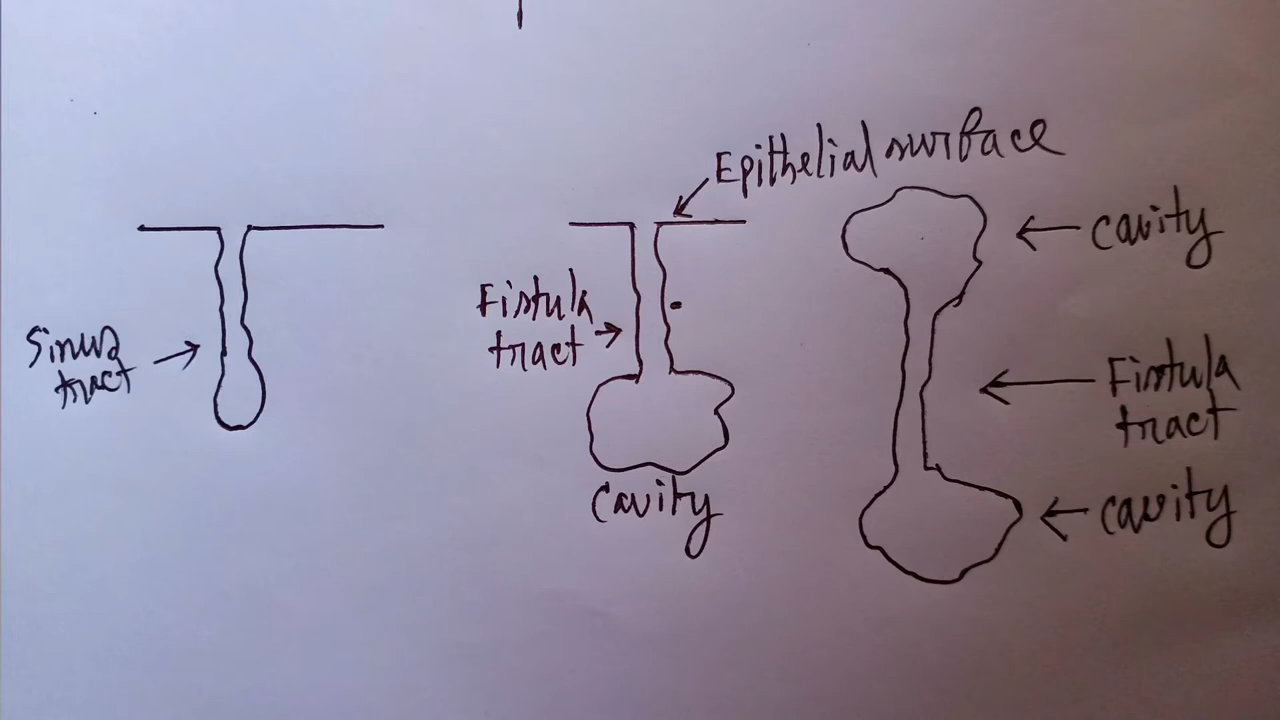 Epithelial surface
cavity
Sinus
tract
Fistula
tract
Fistula
tract
cavity
cavity